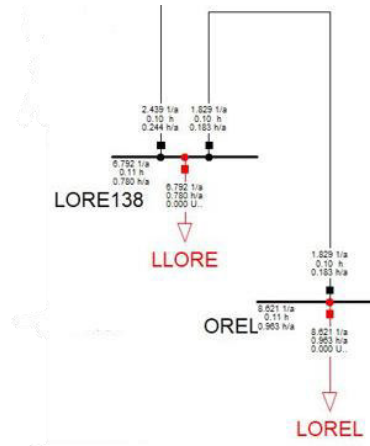 2.439 1/a
0.10 h
0.244 h/a
1.829 1/a
0.10 h
0.183 h/a
6.792 1/a
0.11 h
0.780 h/a
6.792 1/a
0.780 h/a
0.000 U..
LORE138
LLORE
1.829 1/a
0.10 h
0.183 h/a
8.621 1/a
0.11 h
0.963 h/a
OREL
8.621 1/a
0.963 h/a
0.000 U..
LOREL